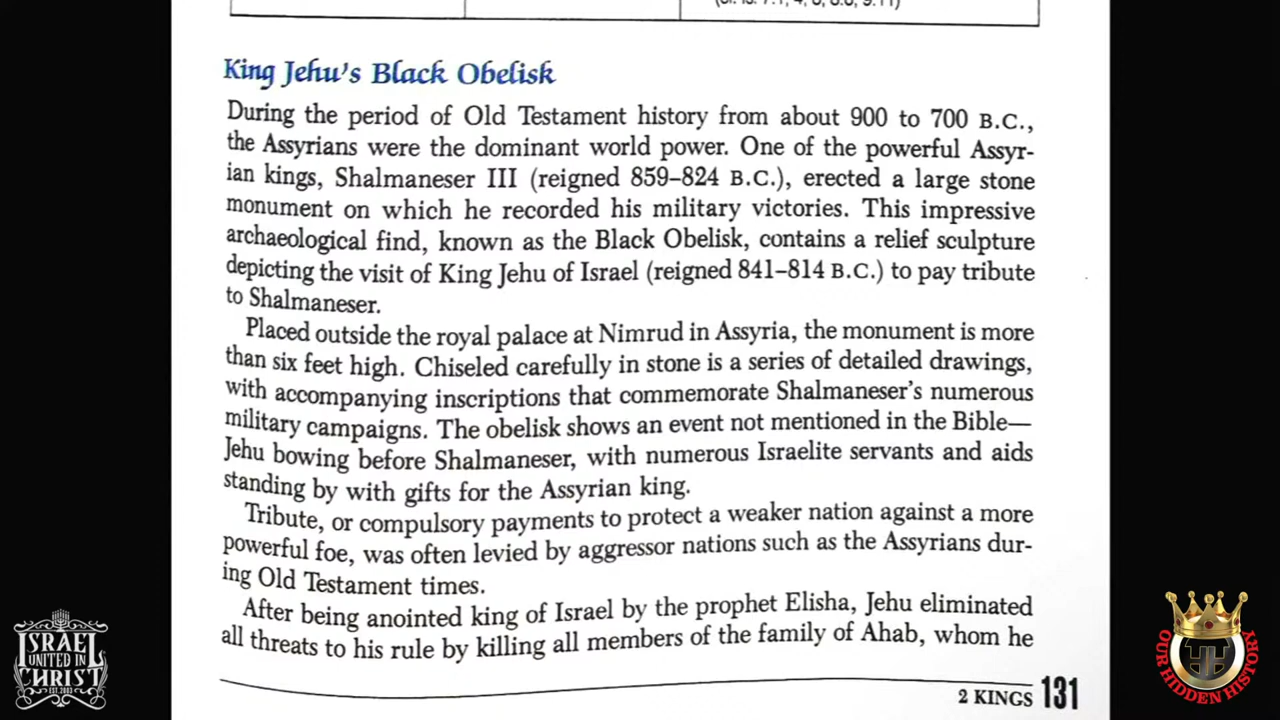 King Jehu's Black Obelisk
During the period of Old Testament history from about 900 to 700 B.C.,
the Assyrians were the dominant world power. One of the powerful Assyr-
ian kings, Shalmaneser III (reigned 859–824 B.C.), erected a large stone
monument on which he recorded his military victories. This impressive
archaeological find, known as the Black Obelisk, contains a relief sculpture
depicting the visit of King Jehu of Israel (reigned 841–814 B.C.) to pay tribute
to Shalmaneser.
Placed outside the royal palace at Nimrud in Assyria, the monument is more
than six feet high. Chiseled carefully in stone is a series of detailed drawings,
with accompanying inscriptions that commemorate Shalmaneser's numerous
military campaigns. The obelisk shows an event not mentioned in the Bible—
Jehu bowing before Shalmaneser, with numerous Israelite servants and aids
standing by with gifts for the Assyrian king.
Tribute, or compulsory payments to protect a weaker nation against a more
powerful foe, was often levied by aggressor nations such as the Assyrians dur-
ing Old Testament times.
After being anointed king of Israel by the prophet Elisha, Jehu eliminated
all threats to his rule by killing all members of the family of Ahab, whom he
2 KINGS 131
ISRAEL
UNITED IN
CHRIST
EST.2003
OUR HIDDEN HISTORY